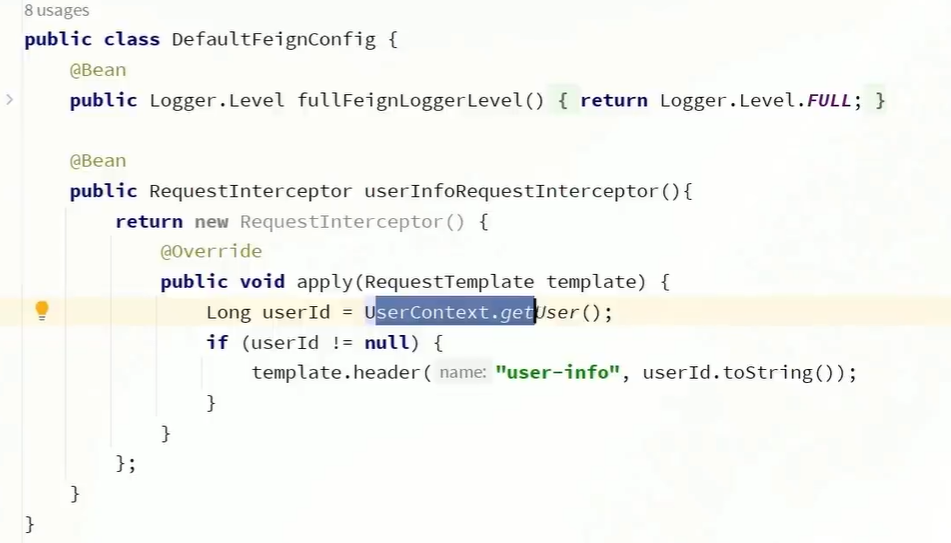 8 usages
public class DefaultFeignConfig {
@Bean
public Logger.Level fullFeignLoggerLevel() { return Logger.Level.FULL; }
@Bean
public RequestInterceptor userInfoRequestInterceptor(){
return new RequestInterceptor() {
@Override
public void apply(RequestTemplate template) {
Long userId = UserContext.getUser();
if (userId != null) {
template.header( name: "user-info", userId.toString());
}
}
};
}
}